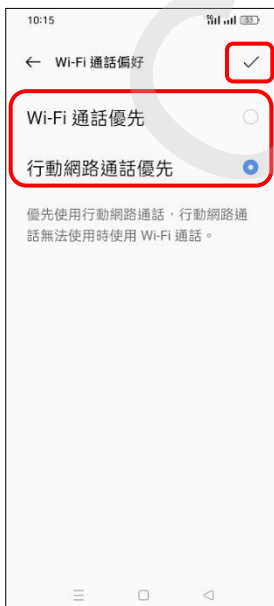 10:15
33
Wi-Fi 通話偏好
Wi-Fi 通話優先
行動網路通話優先
優先使用行動網路通話，行動網路通
話無法使用時使用 Wi-Fi 通話。